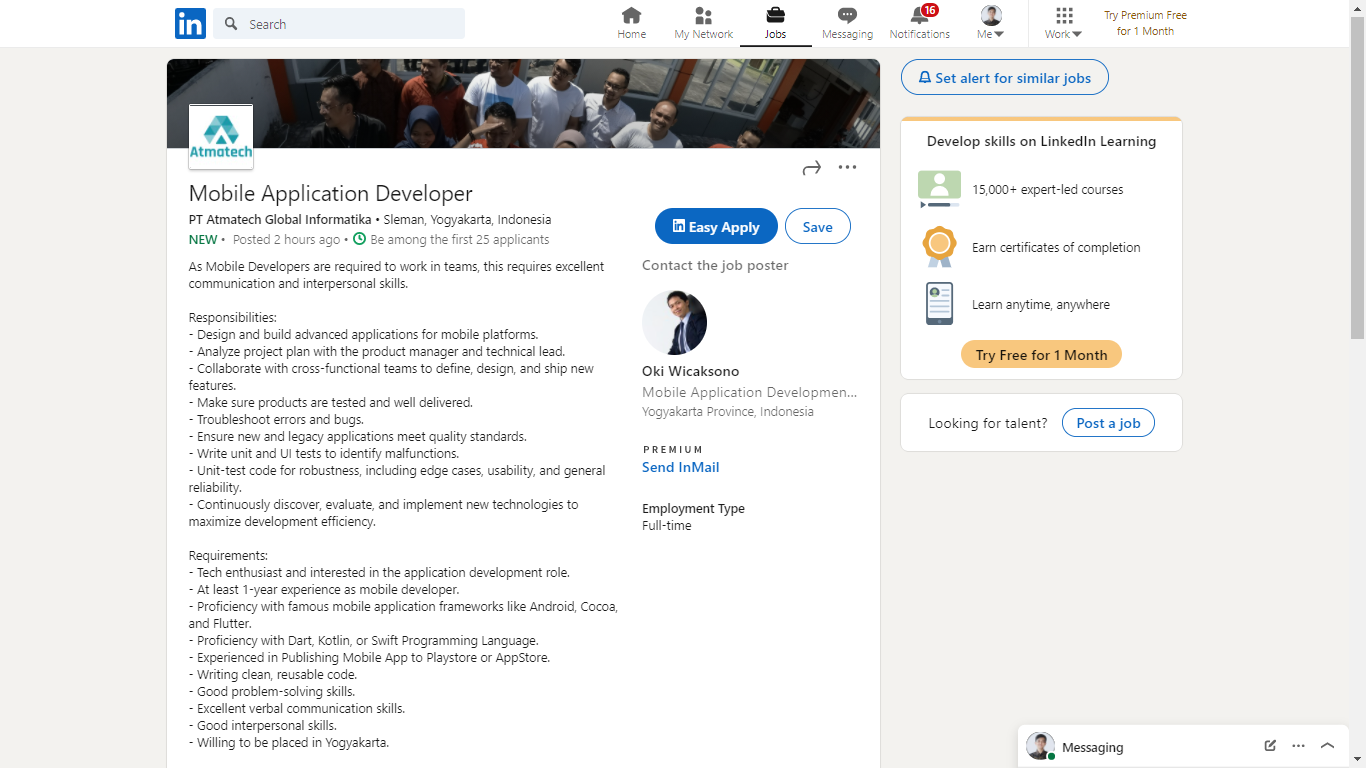 in
Search
Home
My Network
Jobs
Messaging
16
Notifications
Me
Work
Try Premium Free
for 1 Month
Atmatech
Mobile Application Developer
PT Atmatech Global Informatika • Sleman, Yogyakarta, Indonesia
NEW • Posted 2 hours ago • Be among the first 25 applicants
in Easy Apply
Save
As Mobile Developers are required to work in teams, this requires excellent
communication and interpersonal skills.
Responsibilities:
- Design and build advanced applications for mobile platforms.
- Analyze project plan with the product manager and technical lead.
- Collaborate with cross-functional teams to define, design, and ship new
features.
- Make sure products are tested and well delivered.
- Troubleshoot errors and bugs.
- Ensure new and legacy applications meet quality standards.
- Write unit and UI tests to identify malfunctions.
- Unit-test code for robustness, including edge cases, usability, and general
reliability.
- Continuously discover, evaluate, and implement new technologies to
maximize development efficiency.
Requirements:
- Tech enthusiast and interested in the application development role.
- At least 1-year experience as mobile developer.
- Proficiency with famous mobile application frameworks like Android, Cocoa,
and Flutter.
- Proficiency with Dart, Kotlin, or Swift Programming Language.
- Experienced in Publishing Mobile App to Playstore or AppStore.
- Writing clean, reusable code.
- Good problem-solving skills.
- Excellent verbal communication skills.
- Good interpersonal skills.
- Willing to be placed in Yogyakarta.
Contact the job poster
Oki Wicaksono
Mobile Application Developmen...
Yogyakarta Province, Indonesia
PREMIUM
Send InMail
Employment Type
Full-time
Set alert for similar jobs
Develop skills on LinkedIn Learning
15,000+ expert-led courses
Earn certificates of completion
Learn anytime, anywhere
Try Free for 1 Month
Looking for talent?
Post a job
Messaging